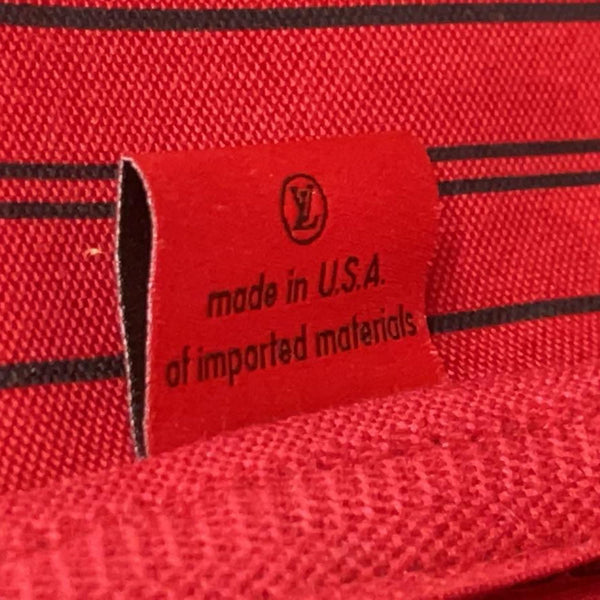 LV
made in U.S.A.
of imported materials